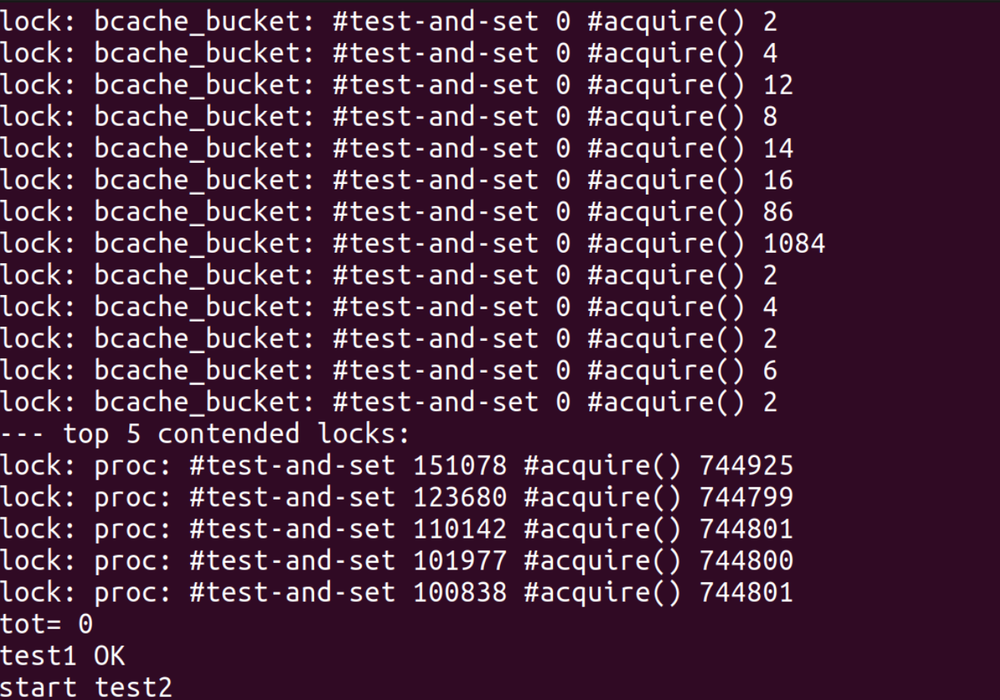 lock: bcache_bucket: #test-and-set 0 #acquire() 2
lock: bcache_bucket: #test-and-set 0 #acquire() 4
lock: bcache_bucket: #test-and-set 0 #acquire() 12
lock: bcache_bucket: #test-and-set 0 #acquire() 8
lock: bcache_bucket: #test-and-set 0 #acquire() 14
lock: bcache_bucket: #test-and-set 0 #acquire() 16
lock: bcache_bucket: #test-and-set 0 #acquire() 86
lock: bcache_bucket: #test-and-set 0 #acquire() 1084
lock: bcache_bucket: #test-and-set 0 #acquire() 2
lock: bcache_bucket: #test-and-set 0 #acquire() 4
lock: bcache_bucket: #test-and-set 0 #acquire() 2
lock: bcache_bucket: #test-and-set 0 #acquire() 6
lock: bcache_bucket: #test-and-set 0 #acquire() 2
--- top 5 contended locks:
lock: proc: #test-and-set 151078 #acquire() 744925
lock: proc: #test-and-set 123680 #acquire() 744799
lock: proc: #test-and-set 110142 #acquire() 744801
lock: proc: #test-and-set 101977 #acquire() 744800
lock: proc: #test-and-set 100838 #acquire() 744801
tot= 0
test1 OK
start test2